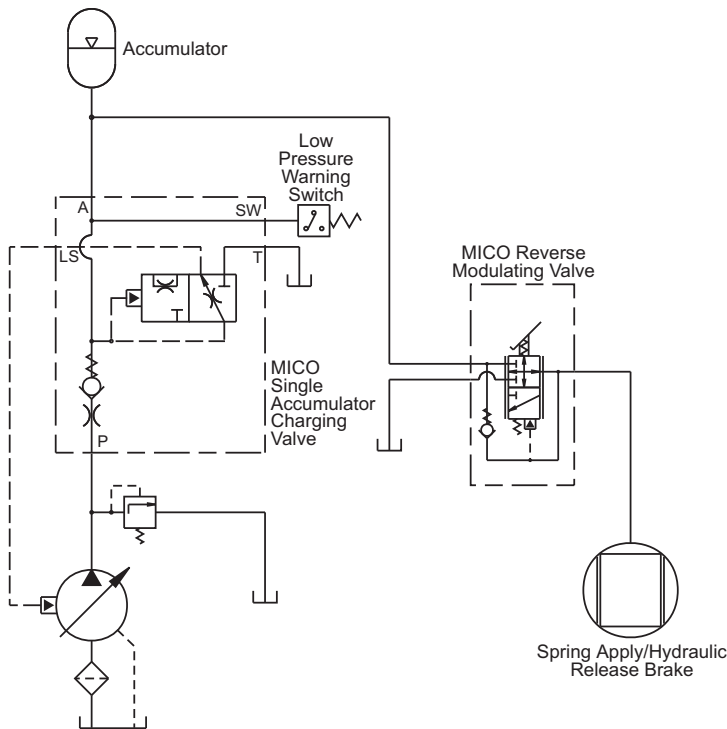 Accumulator
Low
Pressure
Warning
Switch
A
SW
LS
T
MICO Reverse
Modulating Valve
MICO
Single
Accumulator
Charging
Valve
P
Spring Apply/Hydraulic
Release Brake